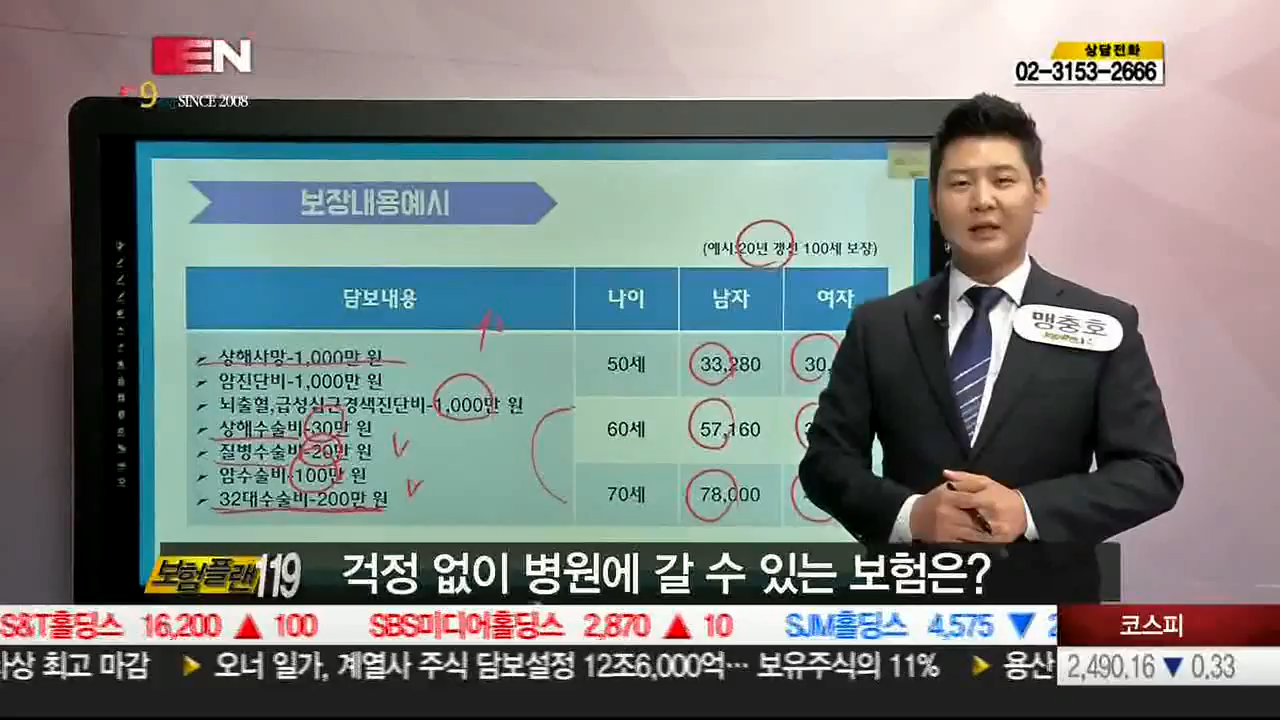 EN
상담전화
9 SINCE 2008
02-3153-2666
보장내용예시
(예시:20년 갱신 100세 보장)
담보내용 나이 남자 여자
상해사망-1,000만 원
암진단비-1,000만 원
뇌출혈,급성심근경색진단비-1,000만 원
상해수술비-30만 원
질병수술비-20만 원
암수술비-100만 원
32대수술비-200만 원
50세 33,280 30,
60세 57,160
70세 78,000
맹충호
보험플랜119 걱정 없이 병원에 갈 수 있는 보험은?
S&T홀딩스 16,200 ▲ 100 SBS미디어홀딩스 2,870 ▲ 10 SJM홀딩스 4,575 ▼ 2 코스피
사상 최고 마감 오너 일가, 계열사 주식 담보설정 12조6,000억… 보유주식의 11% 용산 2,490.16 ▼ 0.33